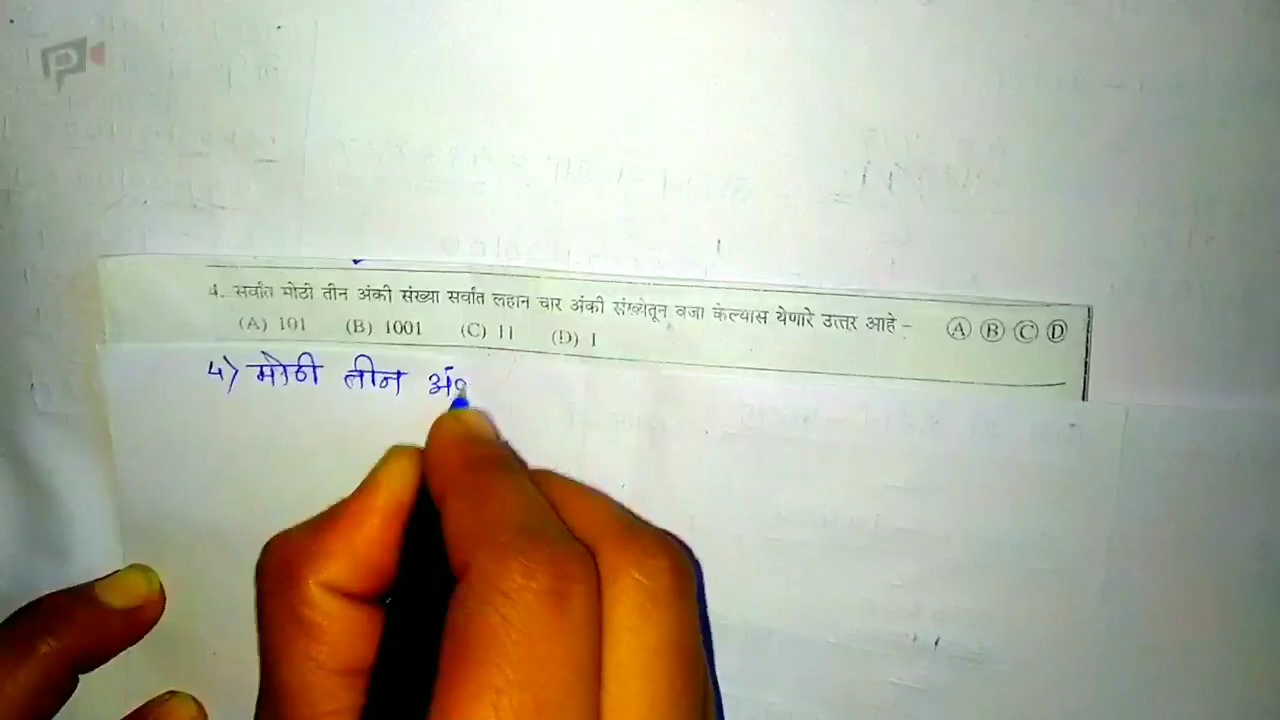 4. सर्वांत मोठी तीन अंकी संख्या सर्वांत लहान चार अंकी संख्येतून वजा केल्यास येणारे उत्तर आहे – Ⓐ Ⓑ Ⓒ Ⓓ
(A) 101 (B) 1001 (C) 11 (D) 1
4) मोठी तीन अं